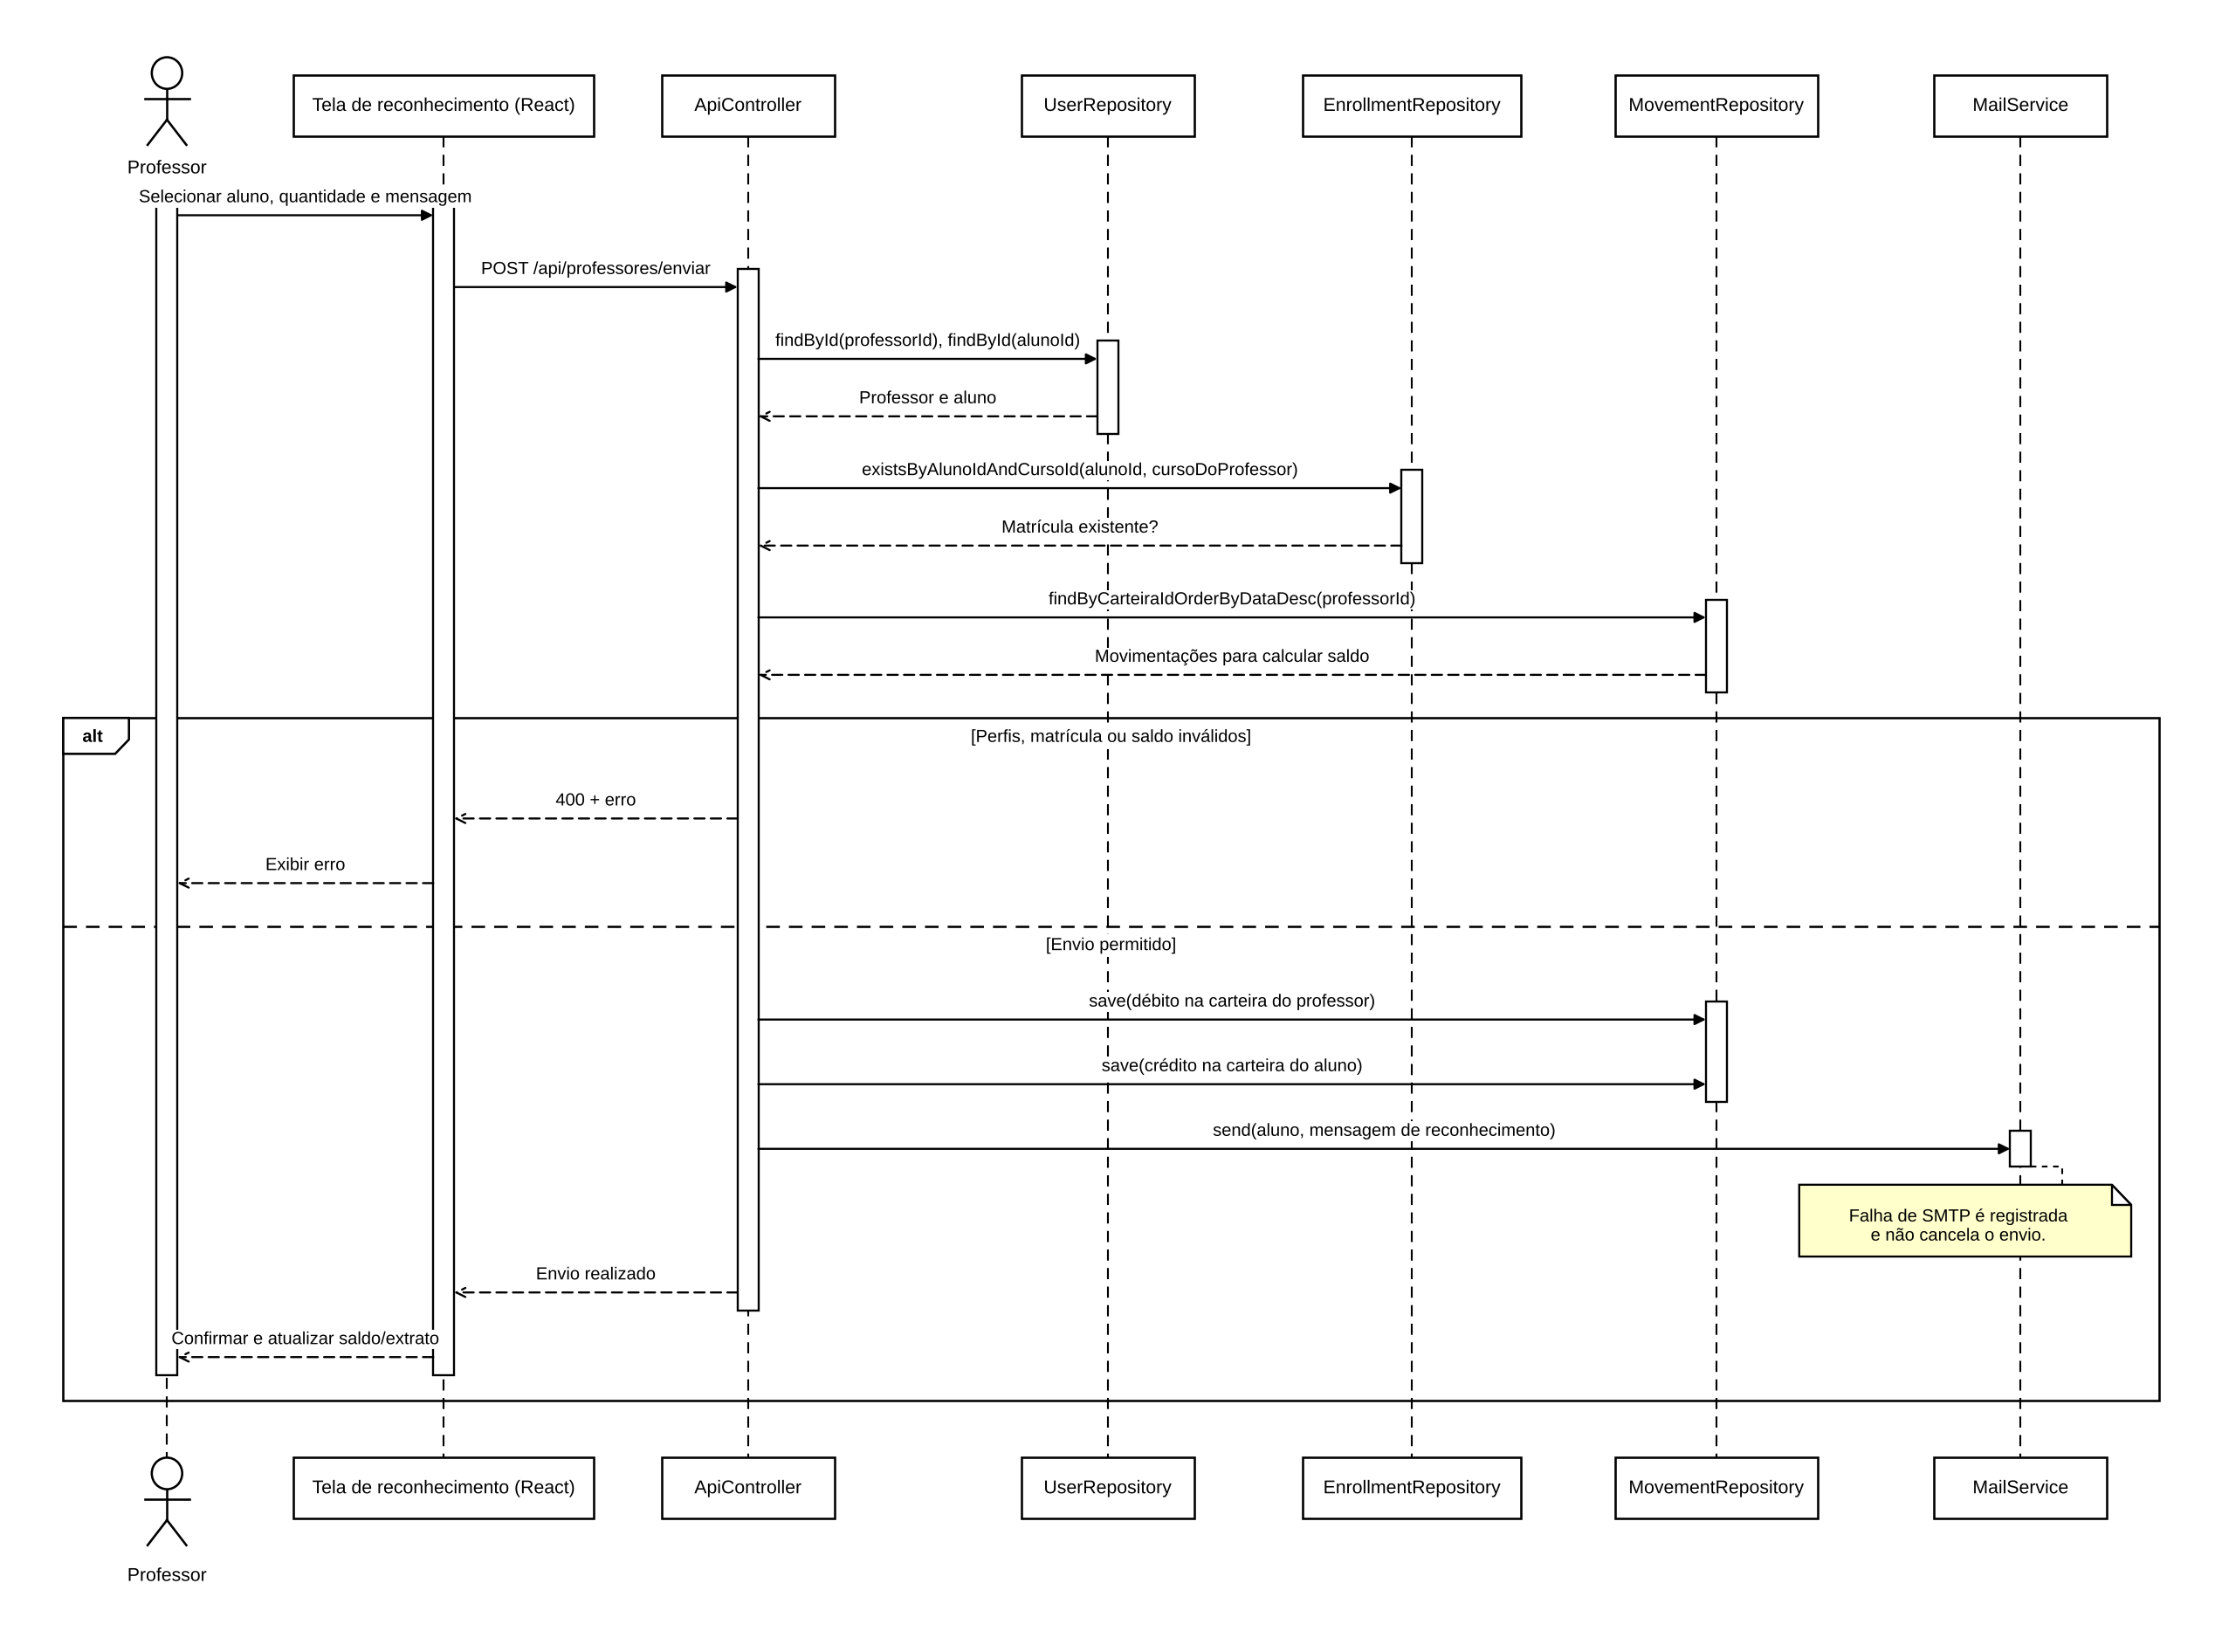 Professor
Tela de reconhecimento (React)
ApiController
UserRepository
EnrollmentRepository
MovementRepository
MailService
Selecionar aluno, quantidade e mensagem
POST /api/professores/enviar
findById(professorId), findById(alunoId)
Professor e aluno
existsByAlunoIdAndCursoId(alunoId, cursoDoProfessor)
Matrícula existente?
findByCarteiraIdOrderByDataDesc(professorId)
Movimentações para calcular saldo
alt
[Perfis, matrícula ou saldo inválidos]
400 + erro
Exibir erro
[Envio permitido]
save(débito na carteira do professor)
save(crédito na carteira do aluno)
send(aluno, mensagem de reconhecimento)
Falha de SMTP é registrada
e não cancela o envio.
Envio realizado
Confirmar e atualizar saldo/extrato
Tela de reconhecimento (React)
ApiController
UserRepository
EnrollmentRepository
MovementRepository
MailService
Professor